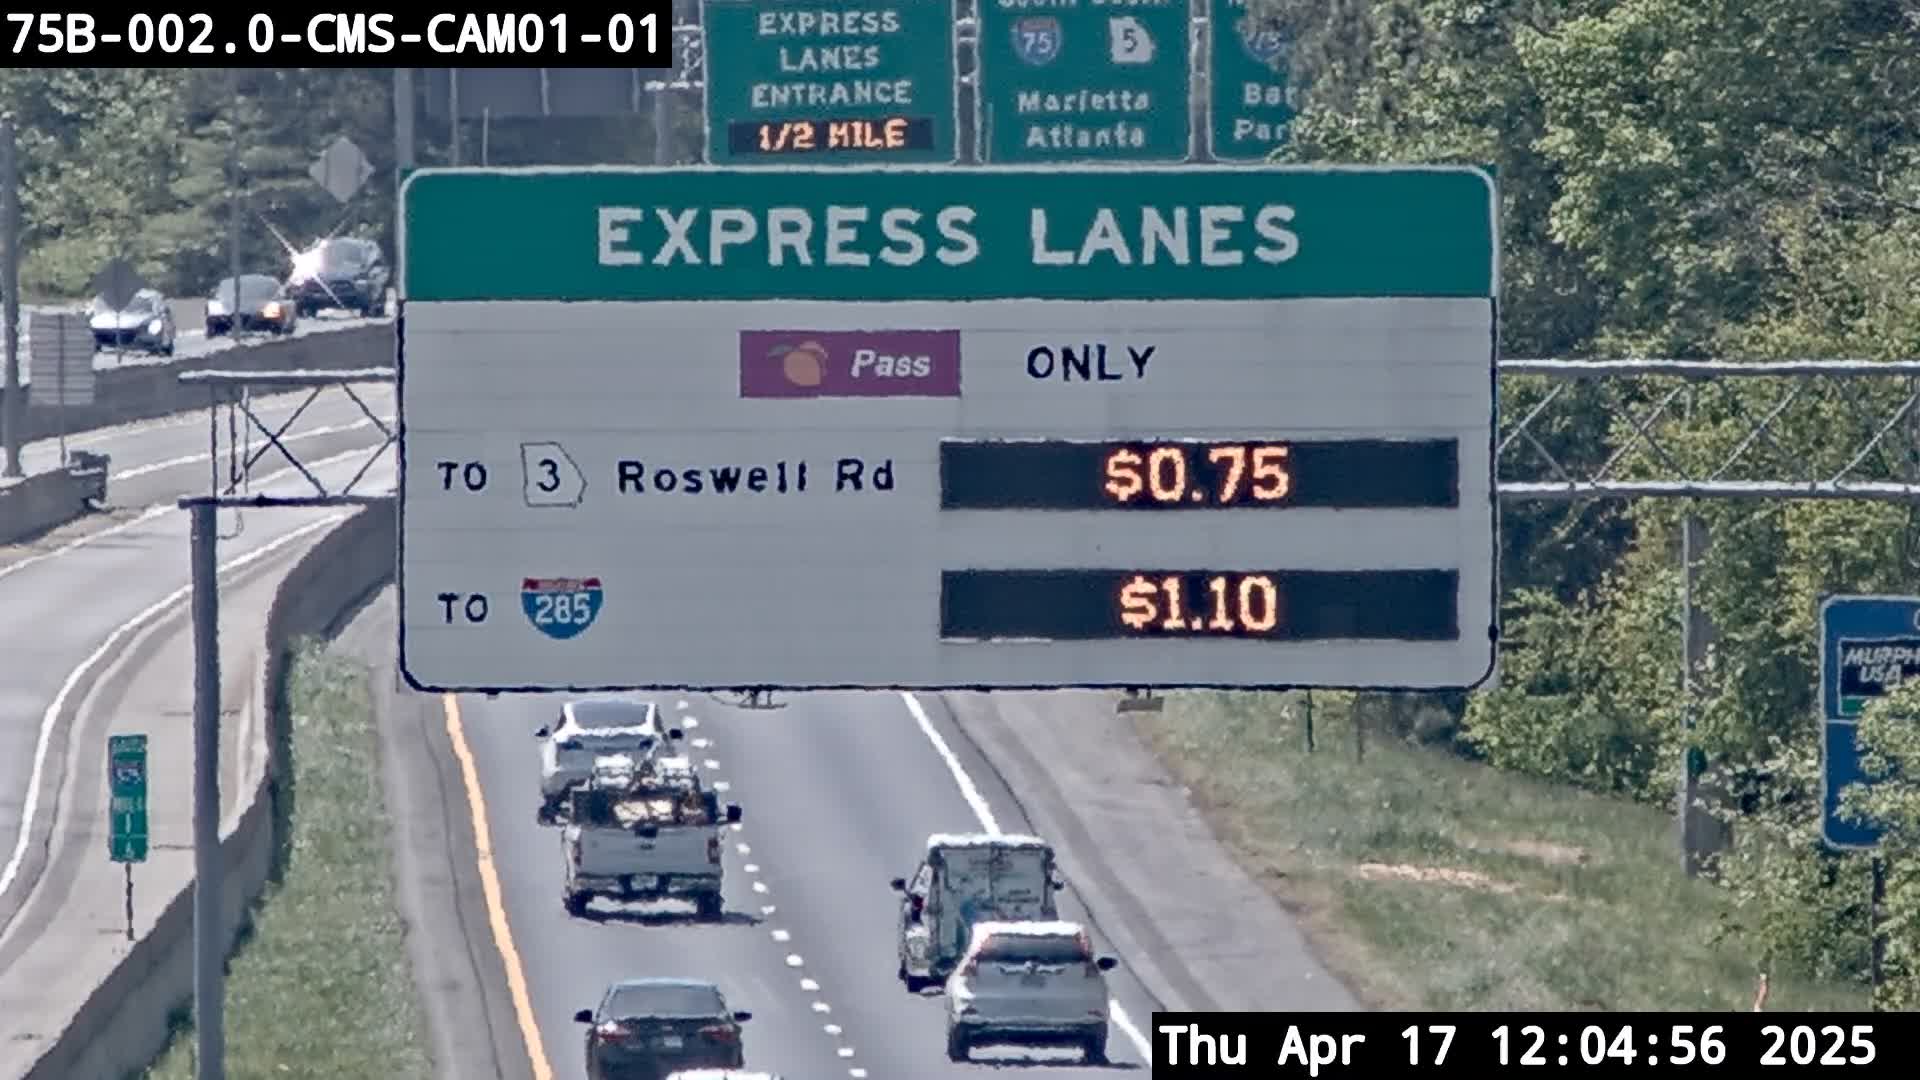 75B-002.0-CMS-CAM01-01
EXPRESS
LANES
ENTRANCE
1/2 MILE
75 5
Marietta
Atlanta
EXPRESS LANES
Pass ONLY
TO 3 Roswell Rd $0.75
TO 285 $1.10
USA
Thu Apr 17 12:04:56 2025